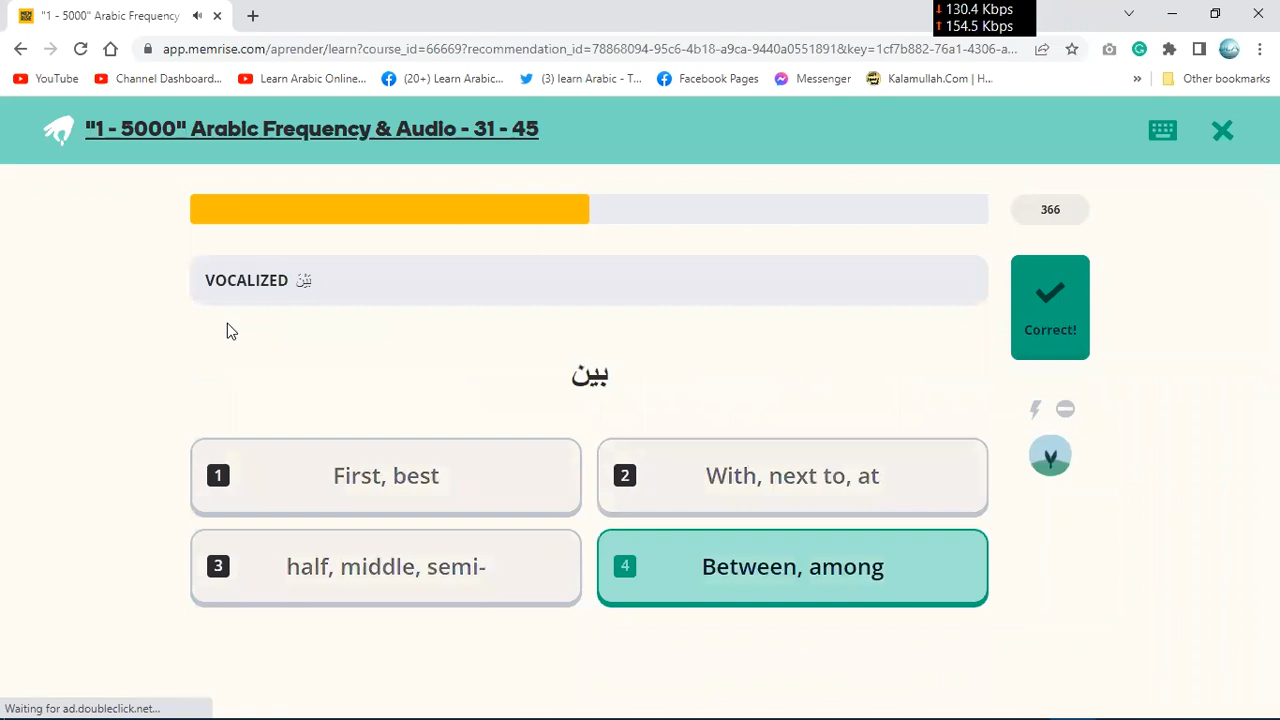 "1 - 5000" Arabic Frequency
130.4 Kbps
154.5 Kbps
app.memrise.com/aprender/learn?course_id=68669?recommendation_id=78868094-95c6-4b18-a9ca-9440a0551891&key=1cf7b882-76a1-4306-a...
YouTube
Channel Dashboard...
Learn Arabic Online...
(20+) Learn Arabic...
(3) learn Arabic - T...
Facebook Pages
Messenger
Kalamullah.Com | H...
»
Other bookmarks
"1 - 5000" Arabic Frequency & Audio - 31 - 45
366
VOCALIZED بَيْنَ
Correct!
بين
1 First, best
2 With, next to, at
3 half, middle, semi-
4 Between, among
Waiting for ad.doubleclick.net...